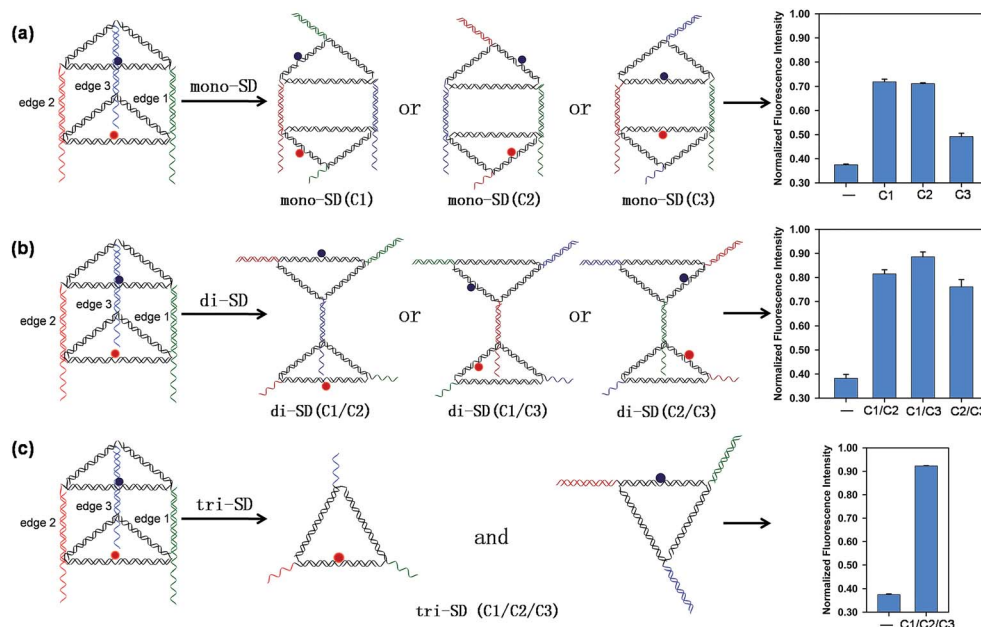 (a)
edge 2
edge 3
edge 1
mono-SD
or
or
mono-SD(C1)
mono-SD(C2)
mono-SD(C3)
Normalized Fluorescence Intensity
1.00
0.90
0.80
0.70
0.60
0.50
0.40
0.30
—
C1
C2
C3
(b)
edge 2
edge 3
edge 1
di-SD
or
or
di-SD(C1/C2)
di-SD(C1/C3)
di-SD(C2/C3)
Normalized Fluorescence Intensity
1.00
0.90
0.80
0.70
0.60
0.50
0.40
0.30
—
C1/C2
C1/C3
C2/C3
(c)
edge 2
edge 3
edge 1
tri-SD
and
tri-SD (C1/C2/C3)
Normalized Fluorescence Intensity
1.00
0.90
0.80
0.70
0.60
0.50
0.40
0.30
—
C1/C2/C3